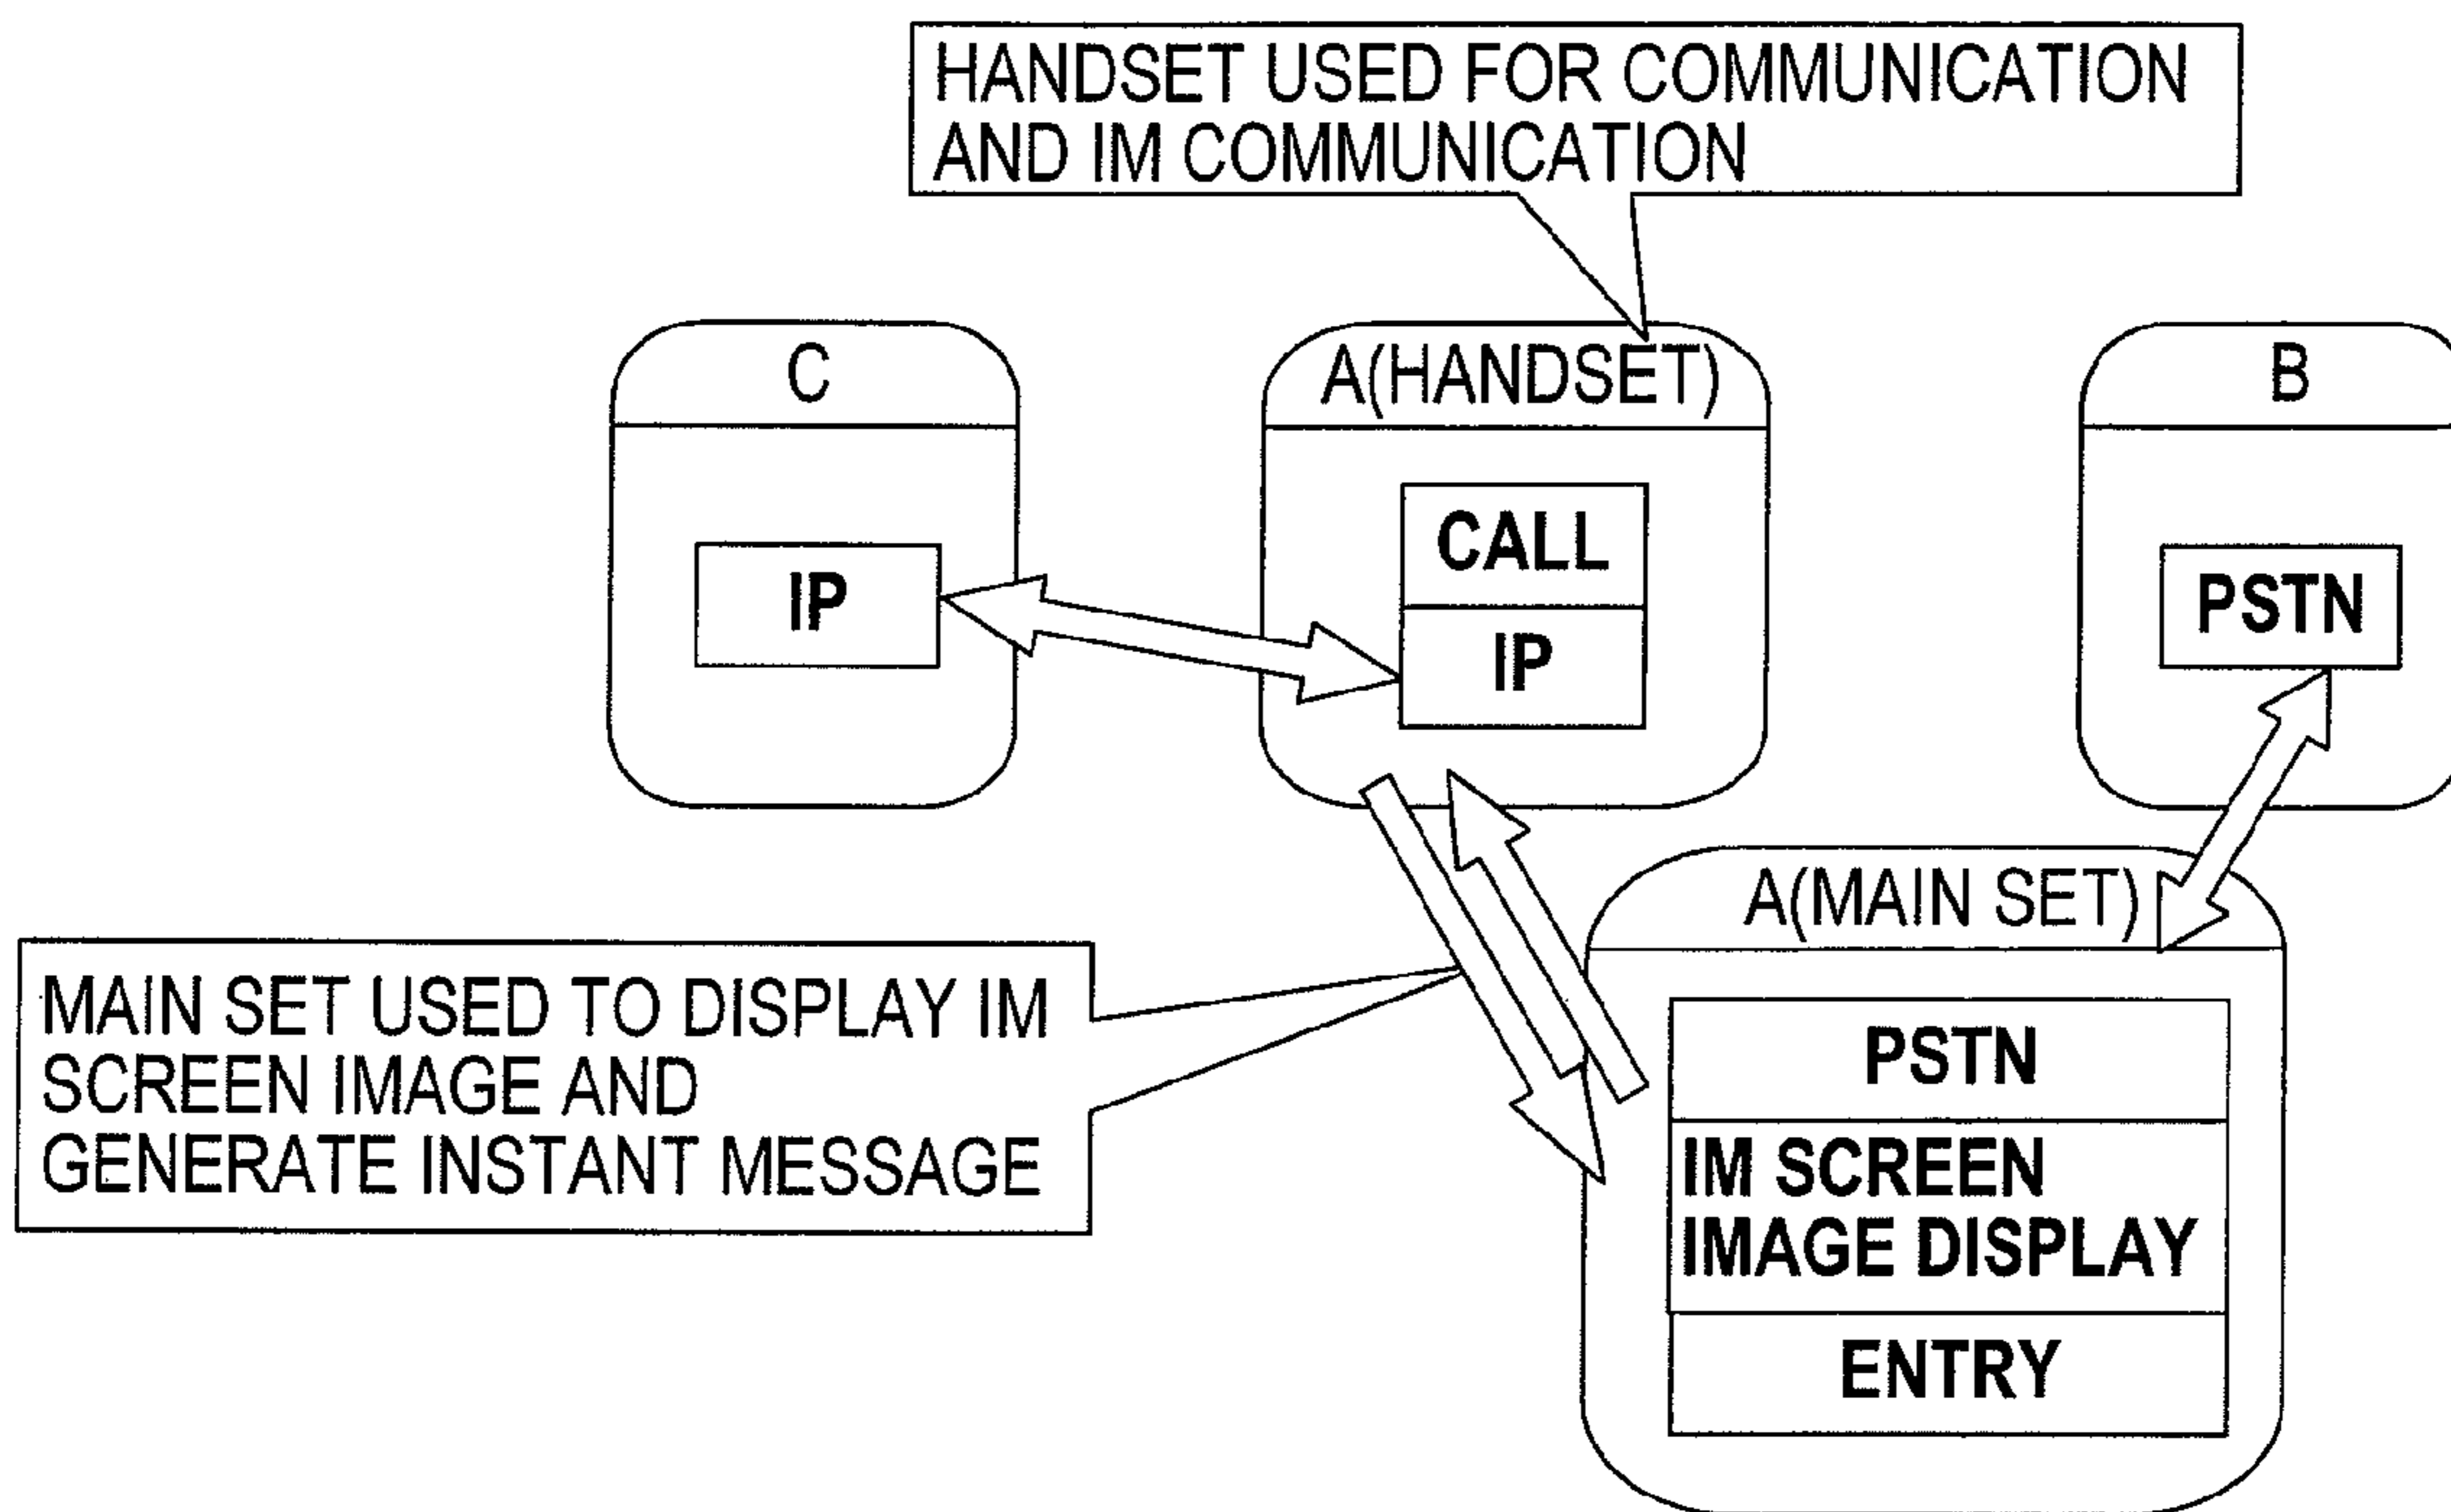 HANDSET USED FOR COMMUNICATION
AND IM COMMUNICATION
C
A(HANDSET)
B
IP
CALL
IP
PSTN
A(MAIN SET)
MAIN SET USED TO DISPLAY IM
SCREEN IMAGE AND
GENERATE INSTANT MESSAGE
PSTN
IM SCREEN
IMAGE DISPLAY
ENTRY